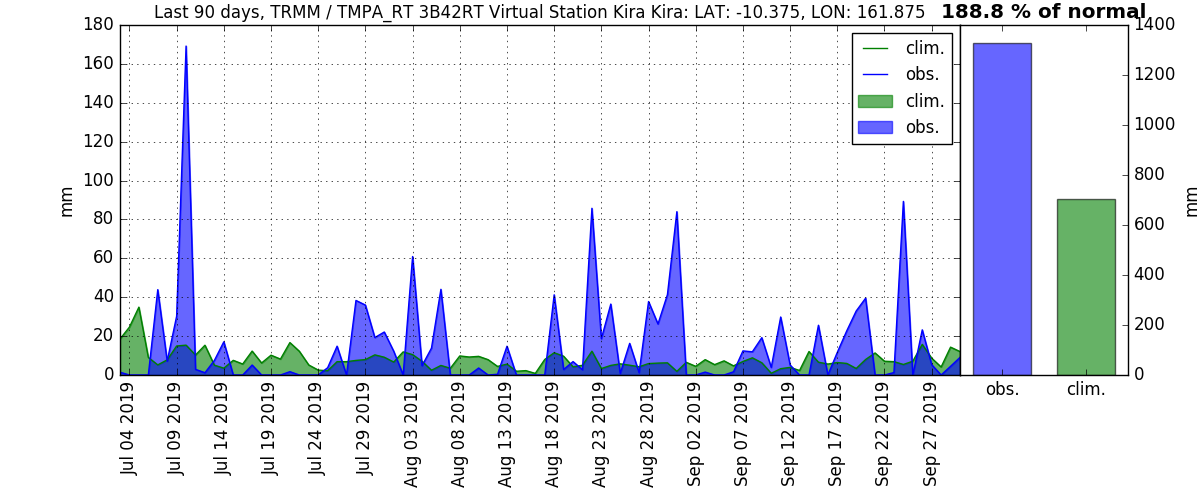 Last 90 days, TRMM / TMPA_RT 3B42RT Virtual Station Kira Kira: LAT: -10.375, LON: 161.875
188.8 % of normal
mm
180
160
140
120
100
80
60
40
20
0
clim.
obs.
clim.
obs.
Jul 04 2019
Jul 09 2019
Jul 14 2019
Jul 19 2019
Jul 24 2019
Jul 29 2019
Aug 03 2019
Aug 08 2019
Aug 13 2019
Aug 18 2019
Aug 23 2019
Aug 28 2019
Sep 02 2019
Sep 07 2019
Sep 12 2019
Sep 17 2019
Sep 22 2019
Sep 27 2019
1400
1200
1000
800
600
400
200
0
mm
obs.
clim.